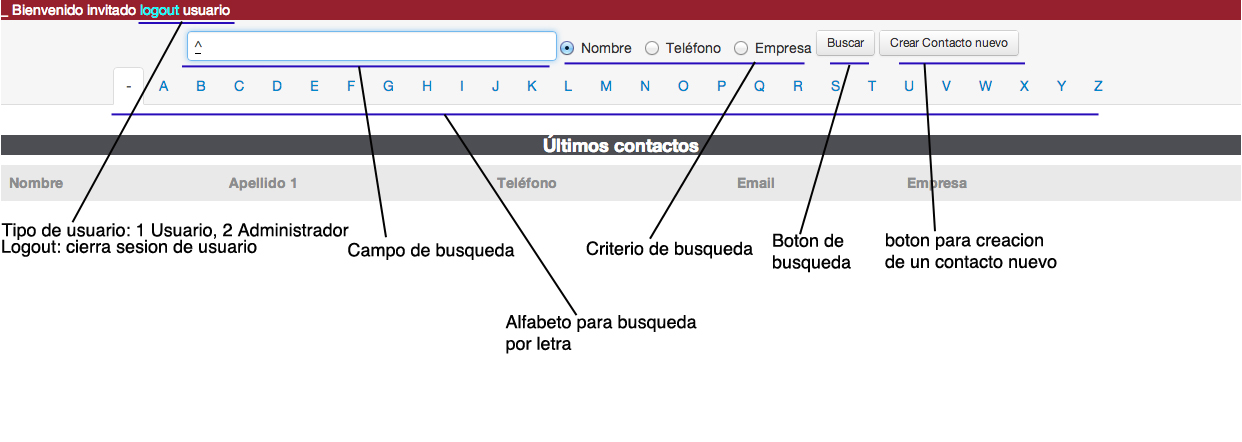 _ Bienvenido invitado logout usuario
^ Nombre Teléfono Empresa Buscar Crear Contacto nuevo
- A B C D E F G H I J K L M N O P Q R S T U V W X Y Z
Últimos contactos
Nombre Apellido 1 Teléfono Email Empresa
Tipo de usuario: 1 Usuario, 2 Administrador
Logout: cierra sesion de usuario
Campo de busqueda
Criterio de busqueda
Boton de
busqueda
boton para creacion
de un contacto nuevo
Alfabeto para busqueda
por letra